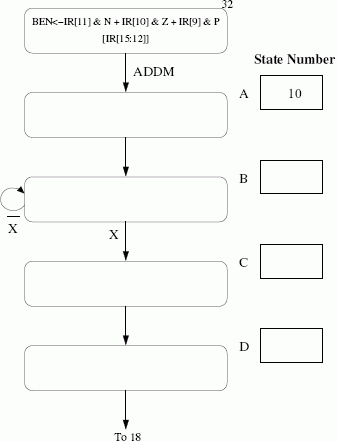 32
BEN<-IR[11] & N + IR[10] & Z + IR[9] & P
[IR[15:12]]
ADDM
State Number
A
10
B
X
X
C
D
To 18